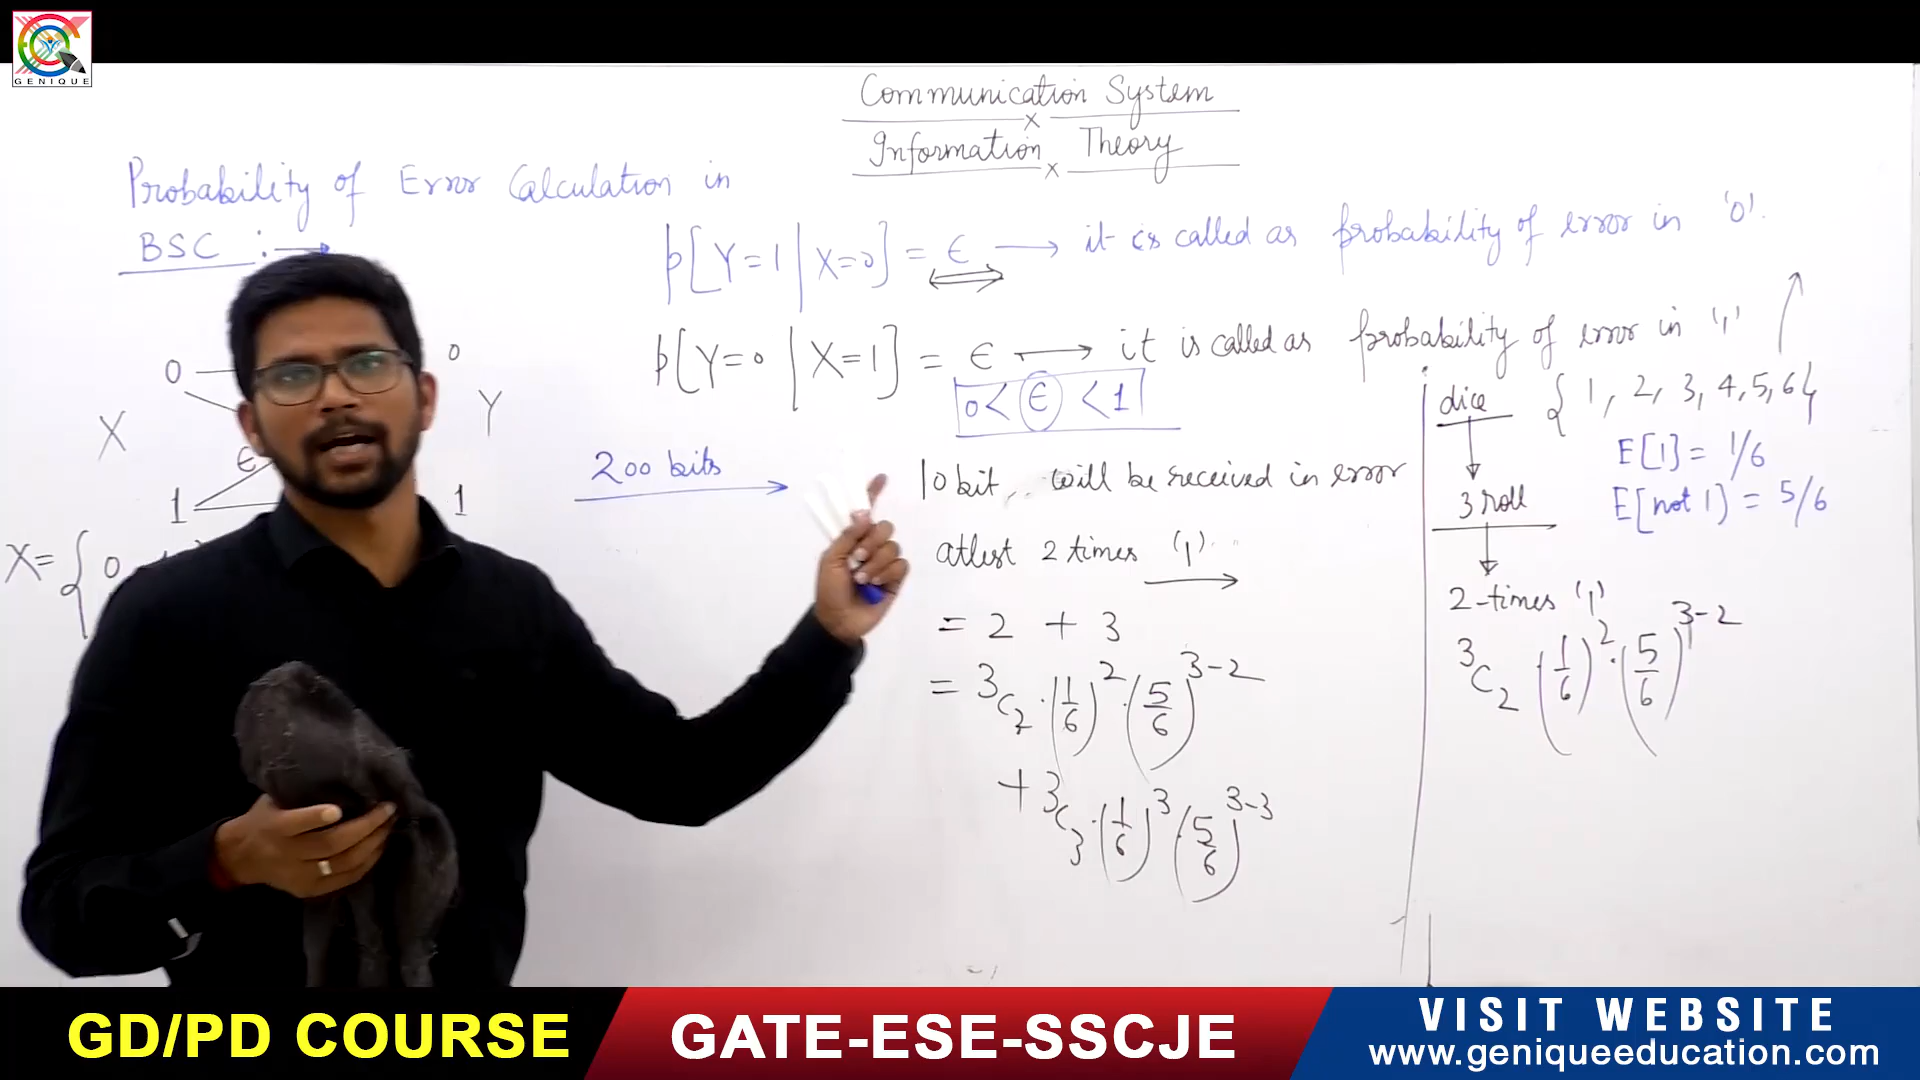 GENIQUE
Communication System
Information Theory
Probability of Error Calculation in
BSC :→
p[Y=1 | X=0] = ϵ → it is called as probability of error in '0'.
p[Y=0 | X=1] = ϵ → it is called as probability of error in '1'
0 < ϵ < 1
0
0
X
Y
ϵ
1
1
X= { 0
200 bits
10 bit will be received in error
atlest 2 times '1'
= 2 + 3
= 3C2 · (1/6)^2 · (5/6)^3-2
+ 3C3 · (1/6)^3 (5/6)^3-3
dice { 1, 2, 3, 4, 5, 6 }
E[1] = 1/6
3 roll
E[not 1) = 5/6
2-times '1'
3C2 (1/6)^2 · (5/6)^3-2
GD/PD COURSE
GATE-ESE-SSCJE
VISIT WEBSITE
www.geniqueeducation.com